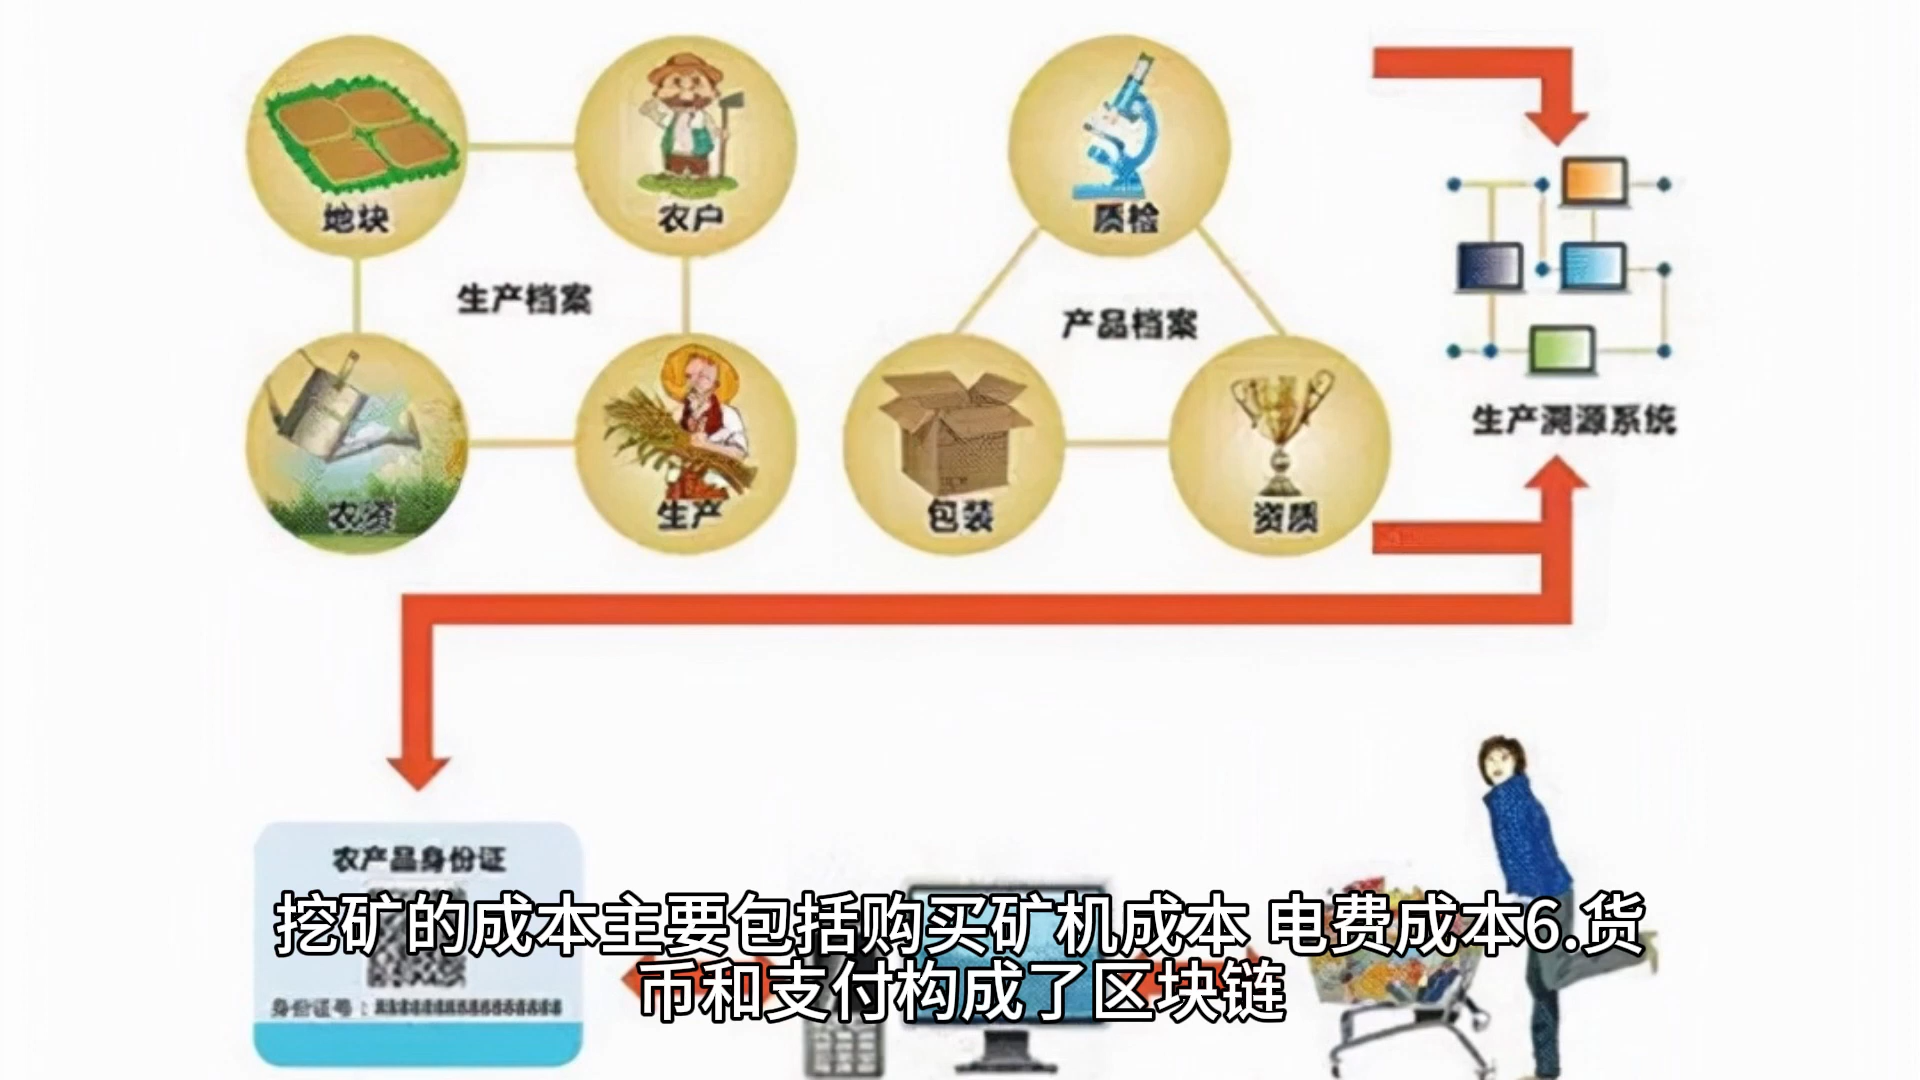 地块
农户
质检
生产档案
产品档案
生产溯源系统
农资
生产
包装
资质
农产品身份证
挖矿的成本主要包括购买矿机成本 电费成本6.货
币和支付构成了区块链
身份证号：